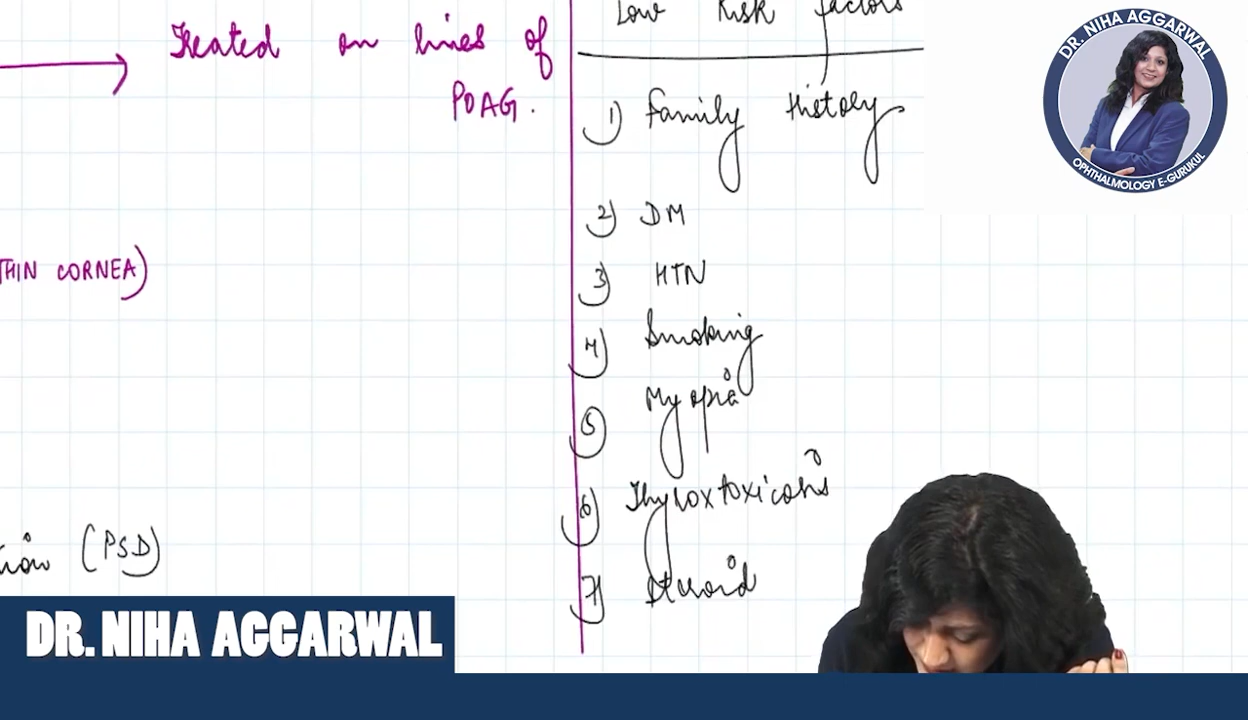 Treated on lines of
POAG.
THIN CORNEA)
(PSD)
Low Risk factors
1) Family History
2) DM
3) HTN
4) Smoking
5) Myopia
6) Thyroxtoxicosis
7) Steroid
DR. NIHA AGGARWAL
OPHTHALMOLOGY E-GURUKUL
DR. NIHA AGGARWAL